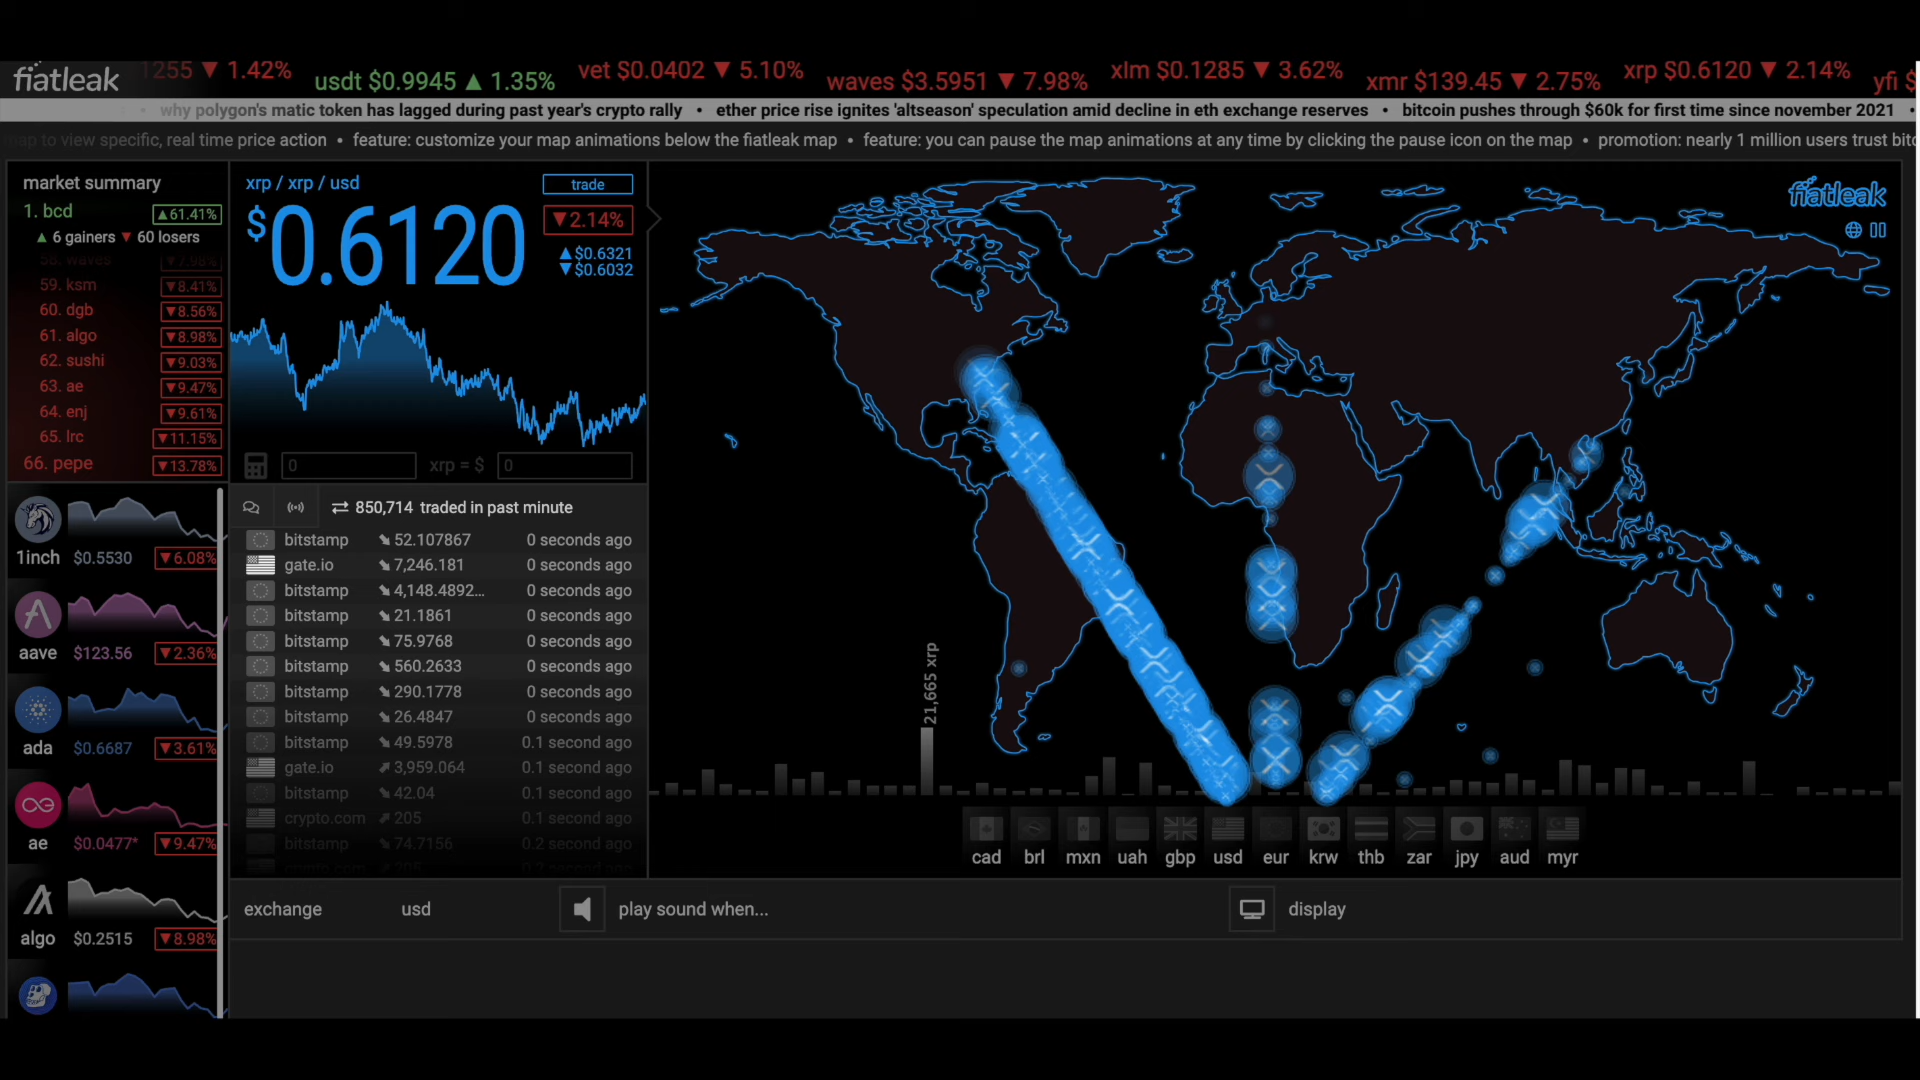 fiatleak
1255 ▼ 1.42%
usdt $0.9945 ▲ 1.35%
vet $0.0402 ▼ 5.10%
waves $3.5951 ▼ 7.98%
xlm $0.1285 ▼ 3.62%
xmr $139.45 ▼ 2.75%
xrp $0.6120 ▼ 2.14%
yfi $
• why polygon's matic token has lagged during past year's crypto rally • ether price rise ignites 'altseason' speculation amid decline in eth exchange reserves • bitcoin pushes through $60k for first time since november 2021 •
map to view specific, real time price action • feature: customize your map animations below the fiatleak map • feature: you can pause the map animations at any time by clicking the pause icon on the map • promotion: nearly 1 million users trust bitc
market summary
1. bcd ▲61.41%
▲ 6 gainers ▼ 60 losers
58. waves ▼7.98%
59. ksm ▼8.41%
60. dgb ▼8.56%
61. algo ▼8.98%
62. sushi ▼9.03%
63. ae ▼9.47%
64. enj ▼9.61%
65. lrc ▼11.15%
66. pepe ▼13.78%
1inch $0.5530 ▼6.08%
aave $123.56 ▼2.36%
ada $0.6687 ▼3.61%
ae $0.0477* ▼9.47%
algo $0.2515 ▼8.98%
xrp / xrp / usd
trade
$0.6120
▼2.14%
▲$0.6321
▼$0.6032
0 xrp = $ 0
850,714 traded in past minute
bitstamp 52.107867 0 seconds ago
gate.io 7,246.181 0 seconds ago
bitstamp 4,148.4892... 0 seconds ago
bitstamp 21.1861 0 seconds ago
bitstamp 75.9768 0 seconds ago
bitstamp 560.2633 0 seconds ago
bitstamp 290.1778 0 seconds ago
bitstamp 26.4847 0 seconds ago
bitstamp 49.5978 0.1 second ago
gate.io 3,959.064 0.1 second ago
bitstamp 42.04 0.1 second ago
crypto.com 205 0.1 second ago
bitstamp 74.7156 0.2 second ago
fiatleak
21,665 xrp
cad brl mxn uah gbp usd eur krw thb zar jpy aud myr
exchange usd play sound when... display